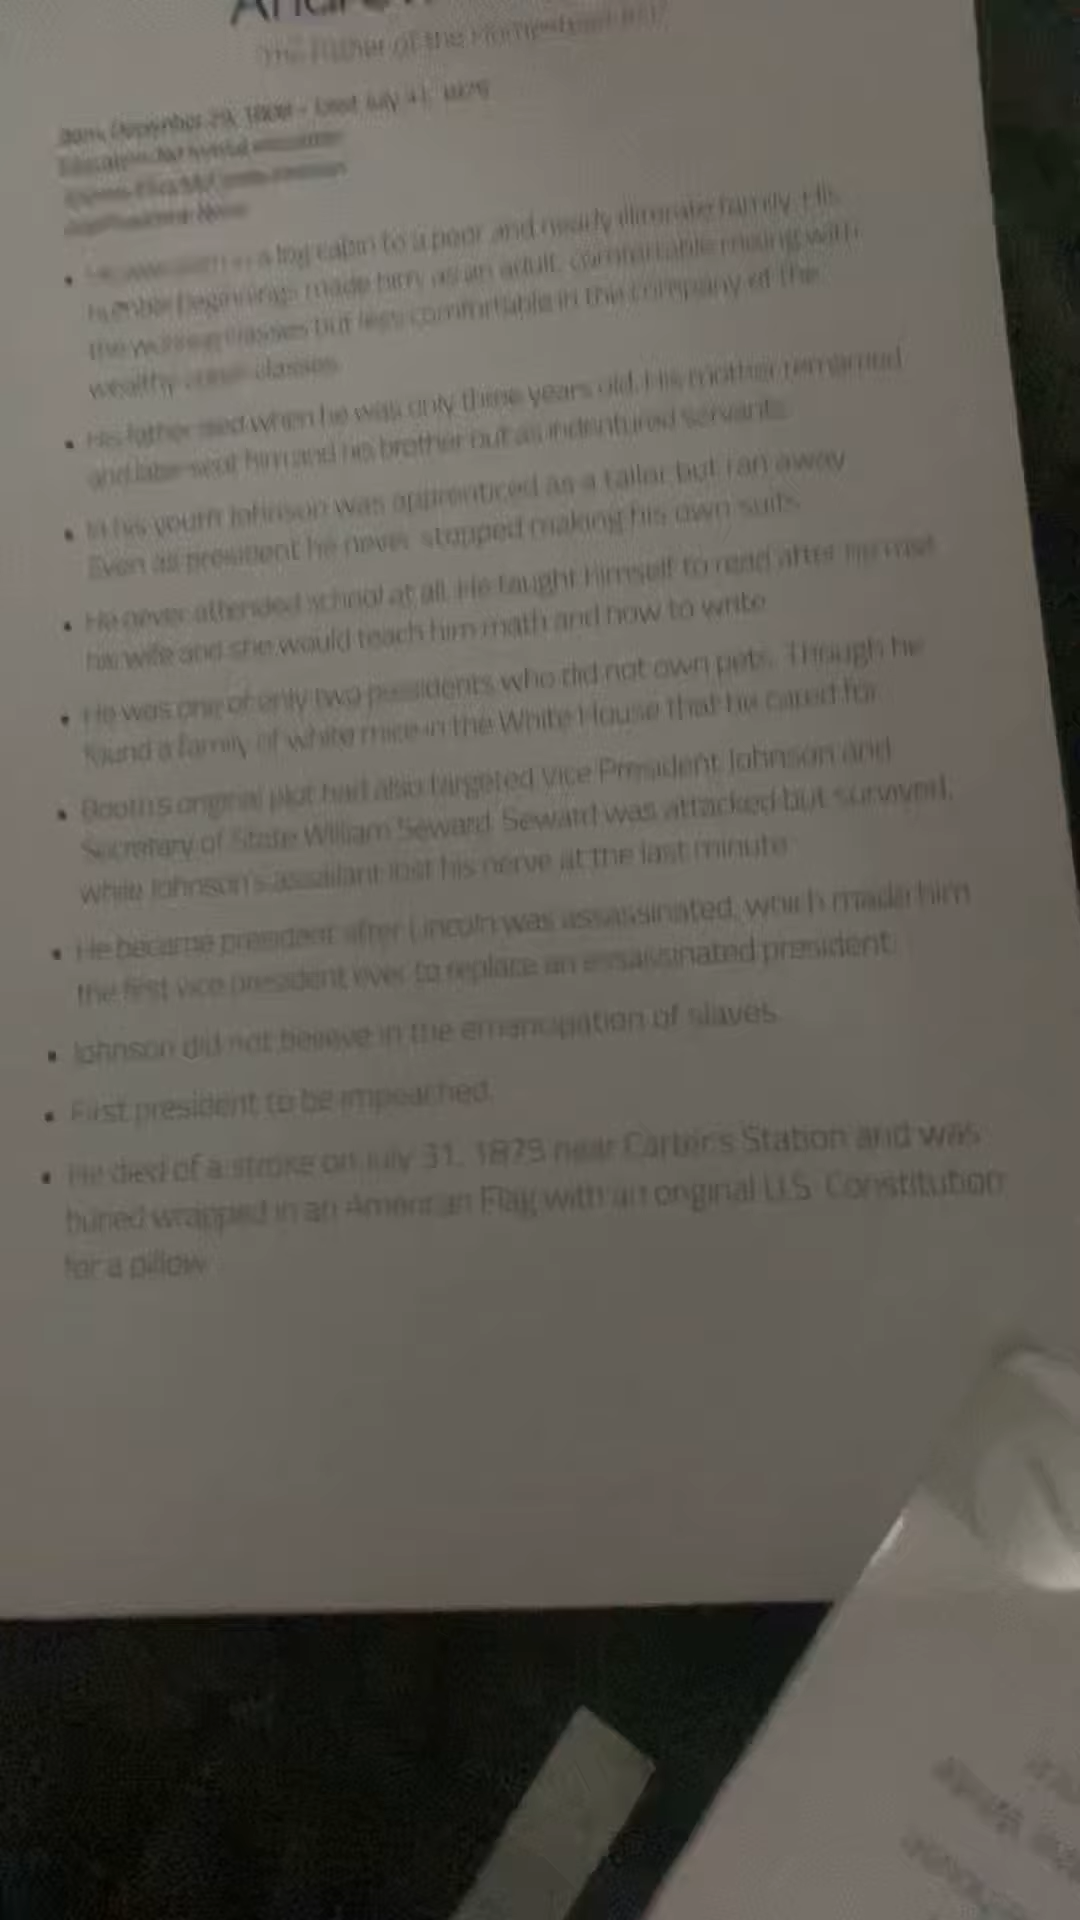 Andrew
"The Father of the Homestead Act"
Born: December 29, 1808 - Died: July 31, 1875
a log cabin to a poor and nearly illiterate family. His
humble beginnings made him, as an adult, comfortable mixing with
the working classes but less comfortable in the company of the
wealthy classes.
• His father died when he was only three years old. His mother remarried
and later sent him and his brother out as indentured servants.
• In his youth Johnson was apprenticed as a tailor but ran away.
Even as president he never stopped making his own suits.
• He never attended school at all. He taught himself to read after he met
his wife and she would teach him math and how to write.
• He was one of only two presidents who did not own pets. Though he
found a family of white mice in the White House that he cared for.
• Booth's original plot had also targeted Vice President Johnson and
Secretary of State William Seward. Seward was attacked but survived,
while Johnson's assailant lost his nerve at the last minute.
• He became president after Lincoln was assassinated, which made him
the first vice president ever to replace an assassinated president.
• Johnson did not believe in the emancipation of slaves.
• First president to be impeached.
• He died of a stroke on July 31, 1875 near Carter's Station and was
buried wrapped in an American Flag with an original U.S. Constitution
for a pillow.